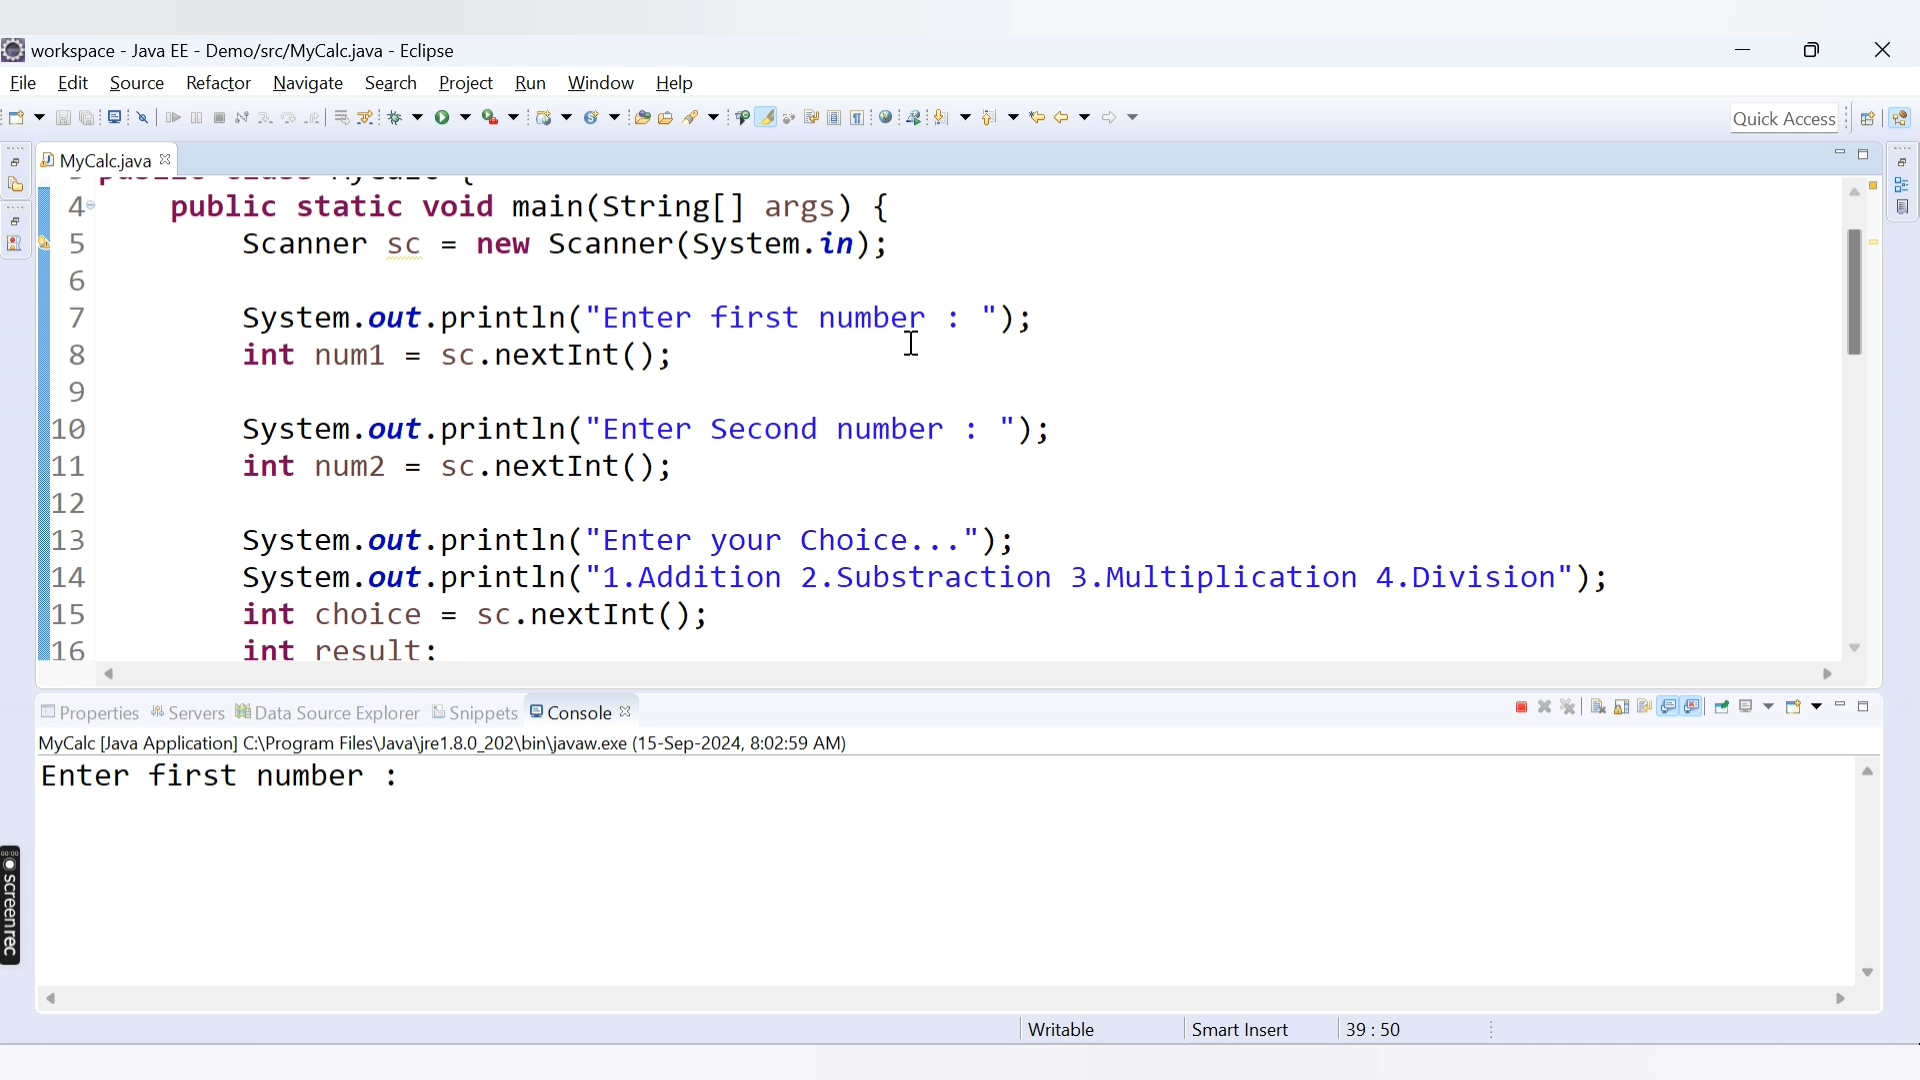 workspace - Java EE - Demo/src/MyCalc.java - Eclipse
File Edit Source Refactor Navigate Search Project Run Window Help
Quick Access
MyCalc.java
4 public static void main(String[] args) {
5 Scanner sc = new Scanner(System.in);
6
7 System.out.println("Enter first number : ");
8 int num1 = sc.nextInt();
9
10 System.out.println("Enter Second number : ");
11 int num2 = sc.nextInt();
12
13 System.out.println("Enter your Choice...");
14 System.out.println("1.Addition 2.Substraction 3.Multiplication 4.Division");
15 int choice = sc.nextInt();
16 int result;
Properties Servers Data Source Explorer Snippets Console
MyCalc [Java Application] C:\Program Files\Java\jre1.8.0_202\bin\javaw.exe (15-Sep-2024, 8:02:59 AM)
Enter first number :
00:00 screenrec
Writable Smart Insert 39 : 50